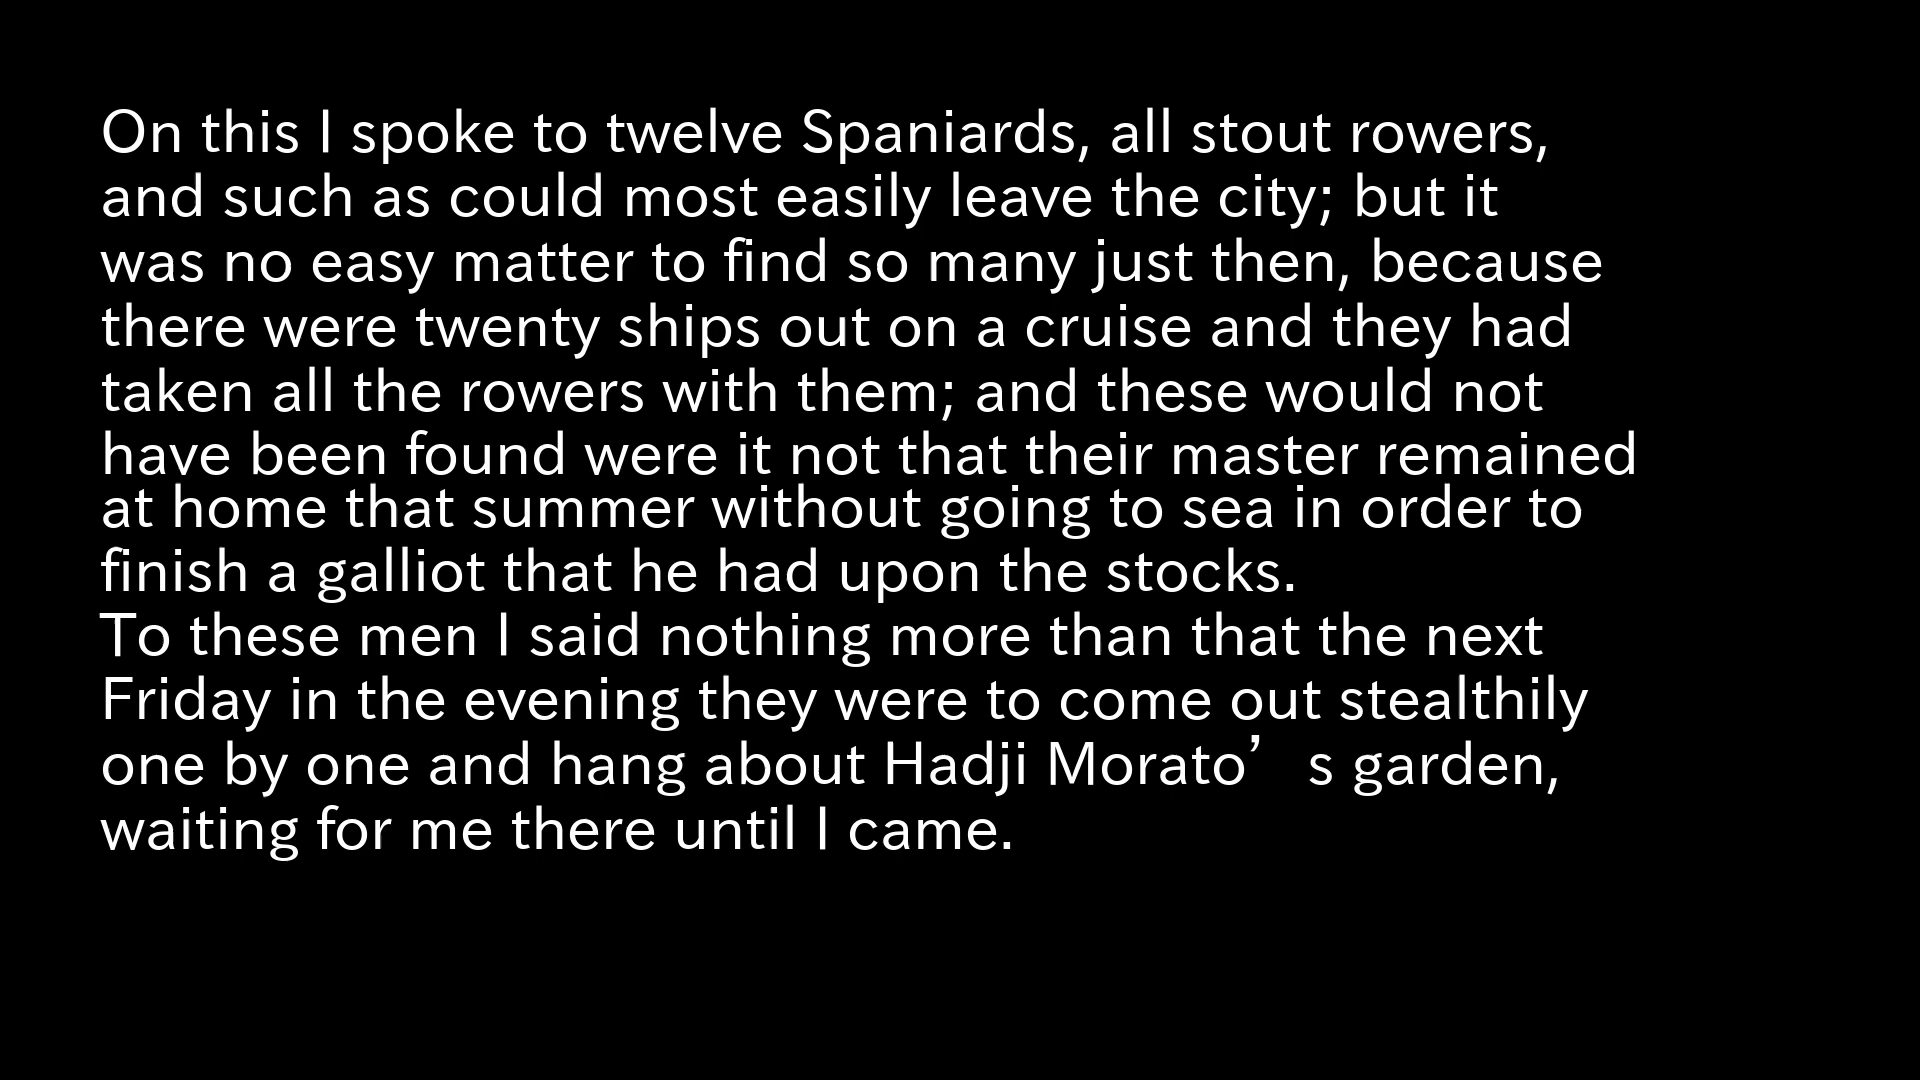 On this I spoke to twelve Spaniards, all stout rowers,
and such as could most easily leave the city; but it
was no easy matter to find so many just then, because
there were twenty ships out on a cruise and they had
taken all the rowers with them; and these would not
have been found were it not that their master remained
at home that summer without going to sea in order to
finish a galliot that he had upon the stocks.
To these men I said nothing more than that the next
Friday in the evening they were to come out stealthily
one by one and hang about Hadji Morato’s garden,
waiting for me there until I came.